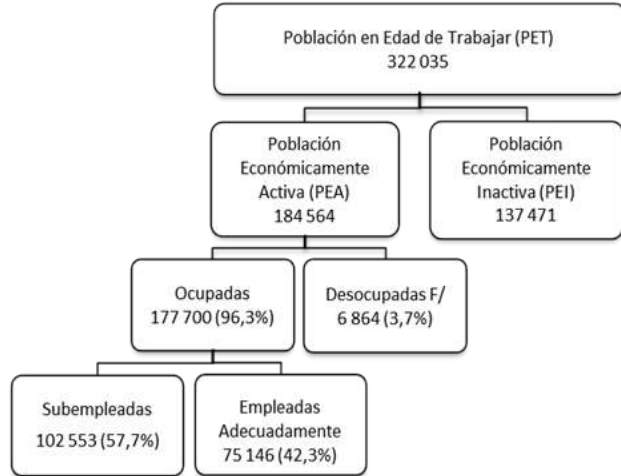 Población en Edad de Trabajar (PET)
322 035
Población
Económicamente
Activa (PEA)
184 564
Población
Económicamente
Inactiva (PEI)
137 471
Ocupadas
177 700 (96,3%)
Desocupadas F/
6 864 (3,7%)
Subempleadas
102 553 (57,7%)
Empleadas
Adecuadamente
75 146 (42,3%)